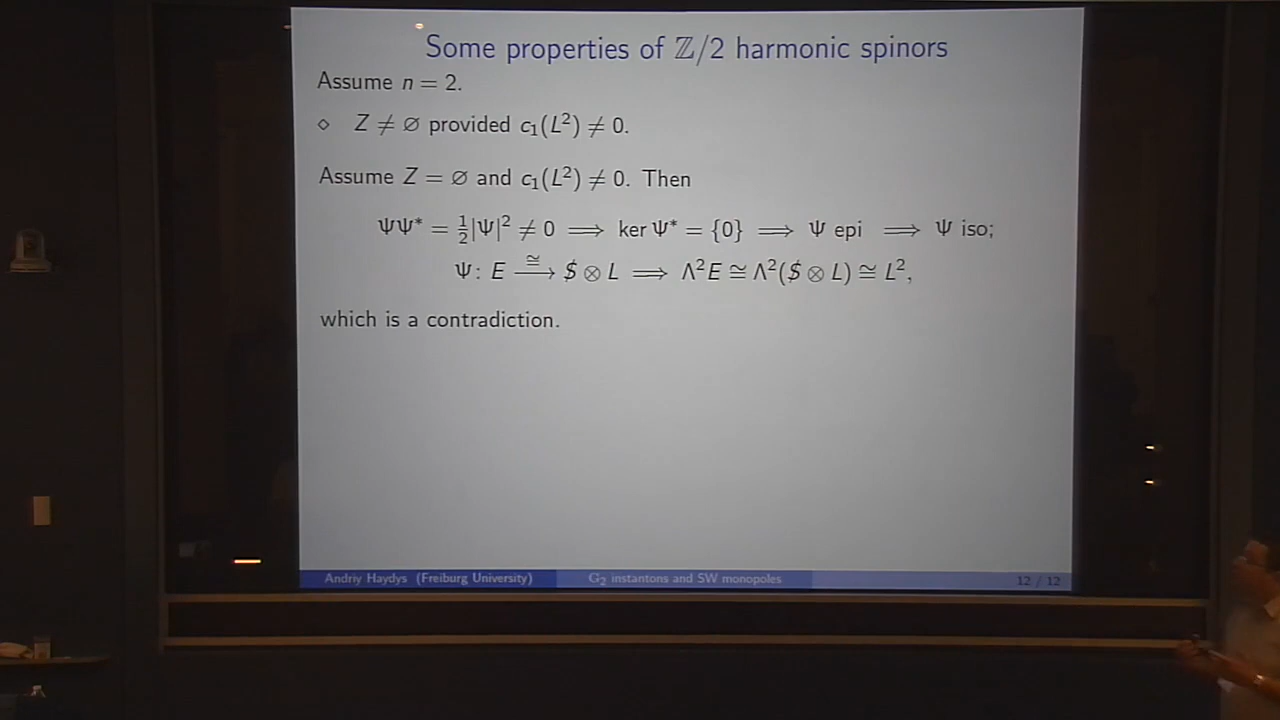 Some properties of ℤ/2 harmonic spinors
Assume n = 2.
◇ Z ≠ ∅ provided c₁(L²) ≠ 0.
Assume Z = ∅ and c₁(L²) ≠ 0. Then
ΨΨ* = ½|Ψ|² ≠ 0 ⟹ ker Ψ* = {0} ⟹ Ψ epi ⟹ Ψ iso;
Ψ: E ≅⟶ $̸ ⊗ L ⟹ Λ²E ≅ Λ²($̸ ⊗ L) ≅ L²,
which is a contradiction.
Andriy Haydys (Freiburg University) G₂ instantons and SW monopoles 12 / 12